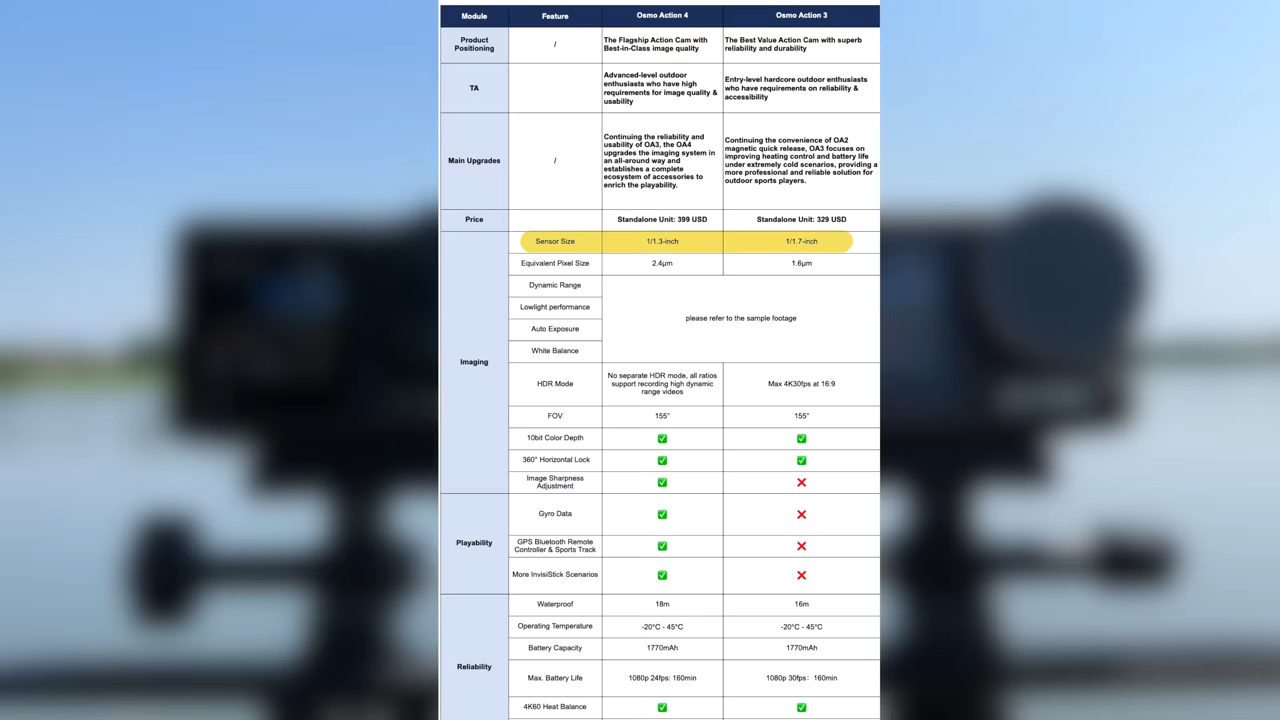 Module Feature Osmo Action 4 Osmo Action 3
Product
Positioning
/
The Flagship Action Cam with
Best-in-Class image quality
The Best Value Action Cam with superb
reliability and durability
TA
Advanced-level outdoor
enthusiasts who have high
requirements for image quality &
usability
Entry-level hardcore outdoor enthusiasts
who have requirements on reliability &
accessibility
Main Upgrades
/
Continuing the reliability and
usability of OA3, the OA4
upgrades the imaging system in
an all-around way and
establishes a complete
ecosystem of accessories to
enrich the playability.
Continuing the convenience of OA2
magnetic quick release, OA3 focuses on
improving heating control and battery life
under extremely cold scenarios, providing a
more professional and reliable solution for
outdoor sports players.
Price Standalone Unit: 399 USD Standalone Unit: 329 USD
Imaging
Sensor Size 1/1.3-inch 1/1.7-inch
Equivalent Pixel Size 2.4μm 1.6μm
Dynamic Range
Lowlight performance
Auto Exposure
White Balance
please refer to the sample footage
HDR Mode
No separate HDR mode, all ratios
support recording high dynamic
range videos
Max 4K30fps at 16:9
FOV 155° 155°
10bit Color Depth ✅ ✅
360° Horizontal Lock ✅ ✅
Image Sharpness
Adjustment
✅ ❌
Playability
Gyro Data ✅ ❌
GPS Bluetooth Remote
Controller & Sports Track
✅ ❌
More InvisiStick Scenarios ✅ ❌
Reliability
Waterproof 18m 16m
Operating Temperature -20°C - 45°C -20°C - 45°C
Battery Capacity 1770mAh 1770mAh
Max. Battery Life 1080p 24fps: 160min 1080p 30fps： 160min
4K60 Heat Balance ✅ ✅